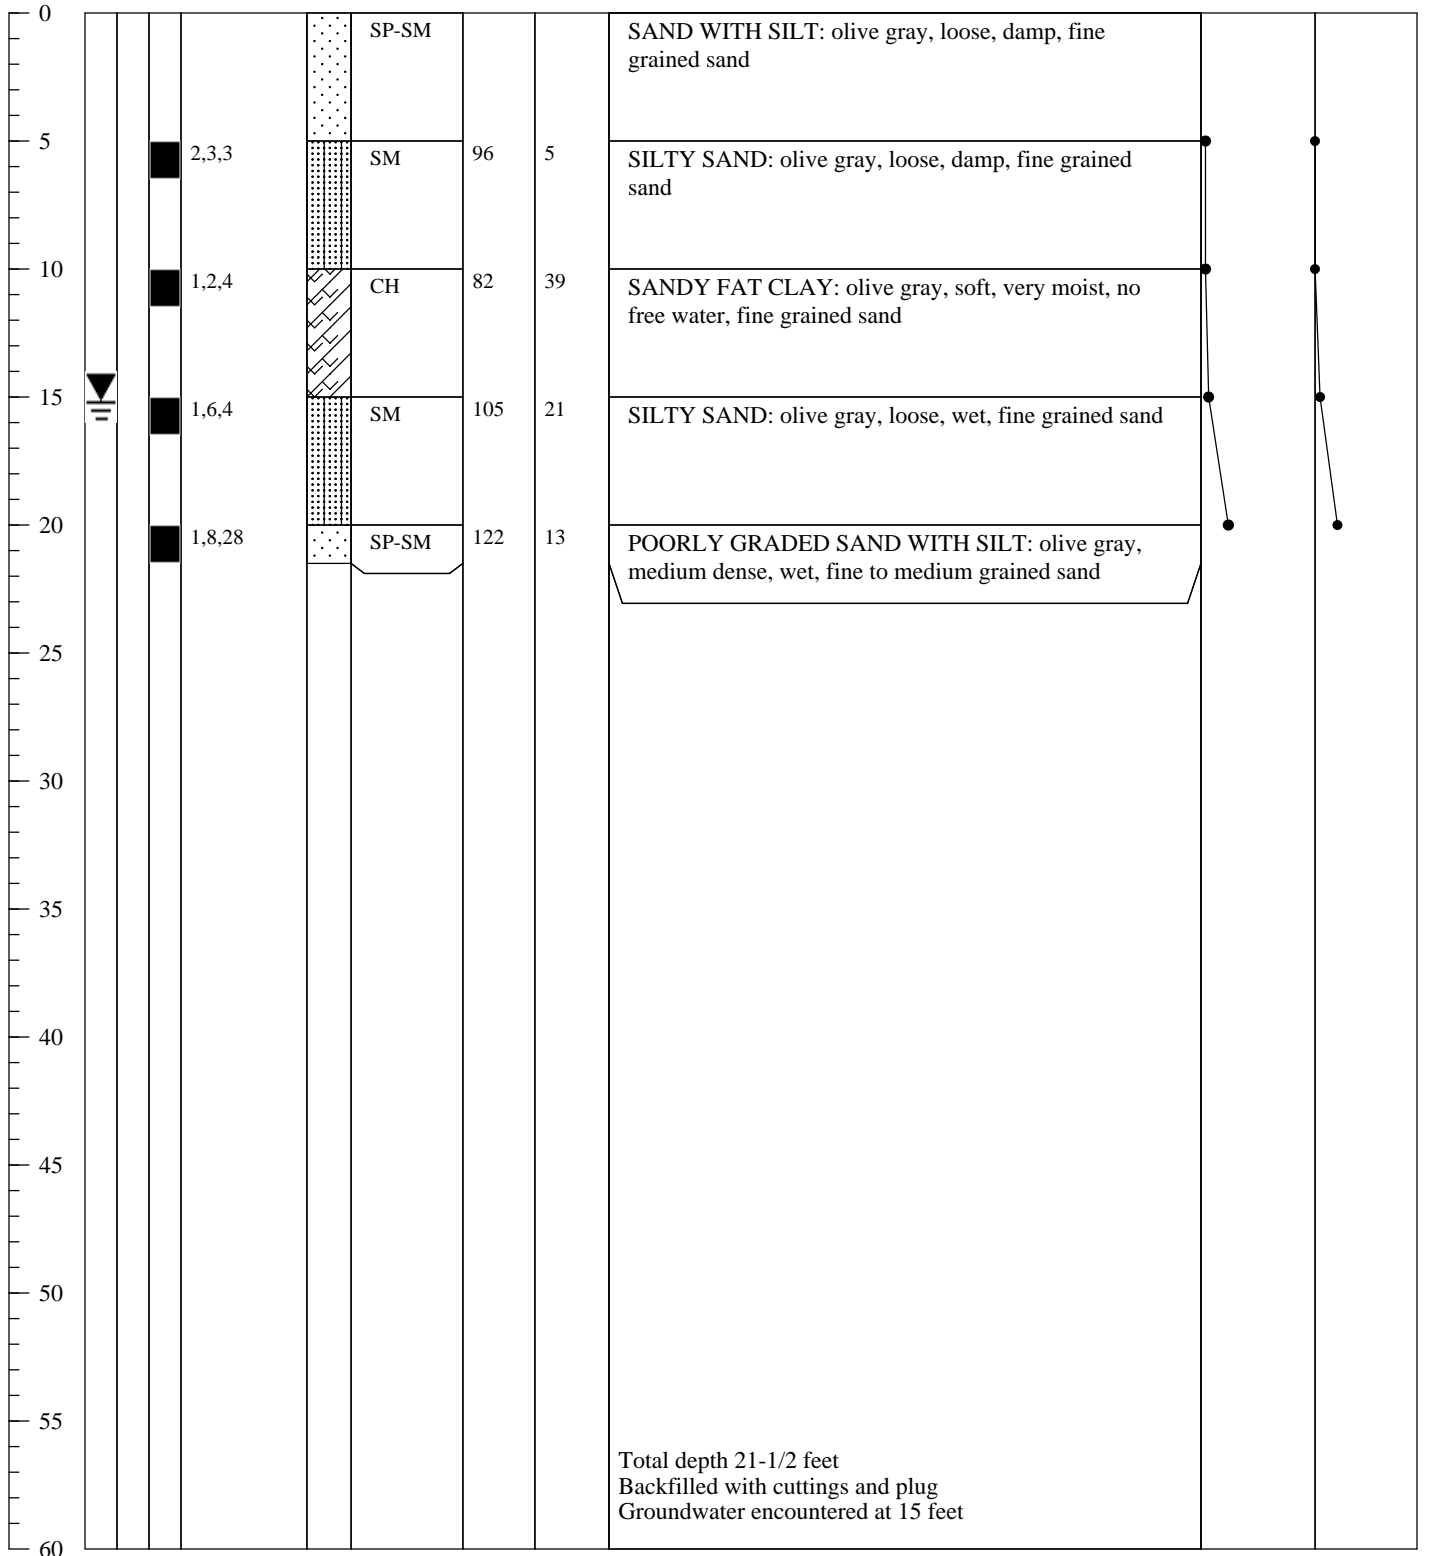 0
SP-SM
SAND WITH SILT: olive gray, loose, damp, fine
grained sand
5
2,3,3
SM
96
5
SILTY SAND: olive gray, loose, damp, fine grained
sand
10
1,2,4
CH
82
39
SANDY FAT CLAY: olive gray, soft, very moist, no
free water, fine grained sand
15
1,6,4
SM
105
21
SILTY SAND: olive gray, loose, wet, fine grained sand
20
1,8,28
SP-SM
122
13
POORLY GRADED SAND WITH SILT: olive gray,
medium dense, wet, fine to medium grained sand
25
30
35
40
45
50
55
Total depth 21-1/2 feet
Backfilled with cuttings and plug
Groundwater encountered at 15 feet
60